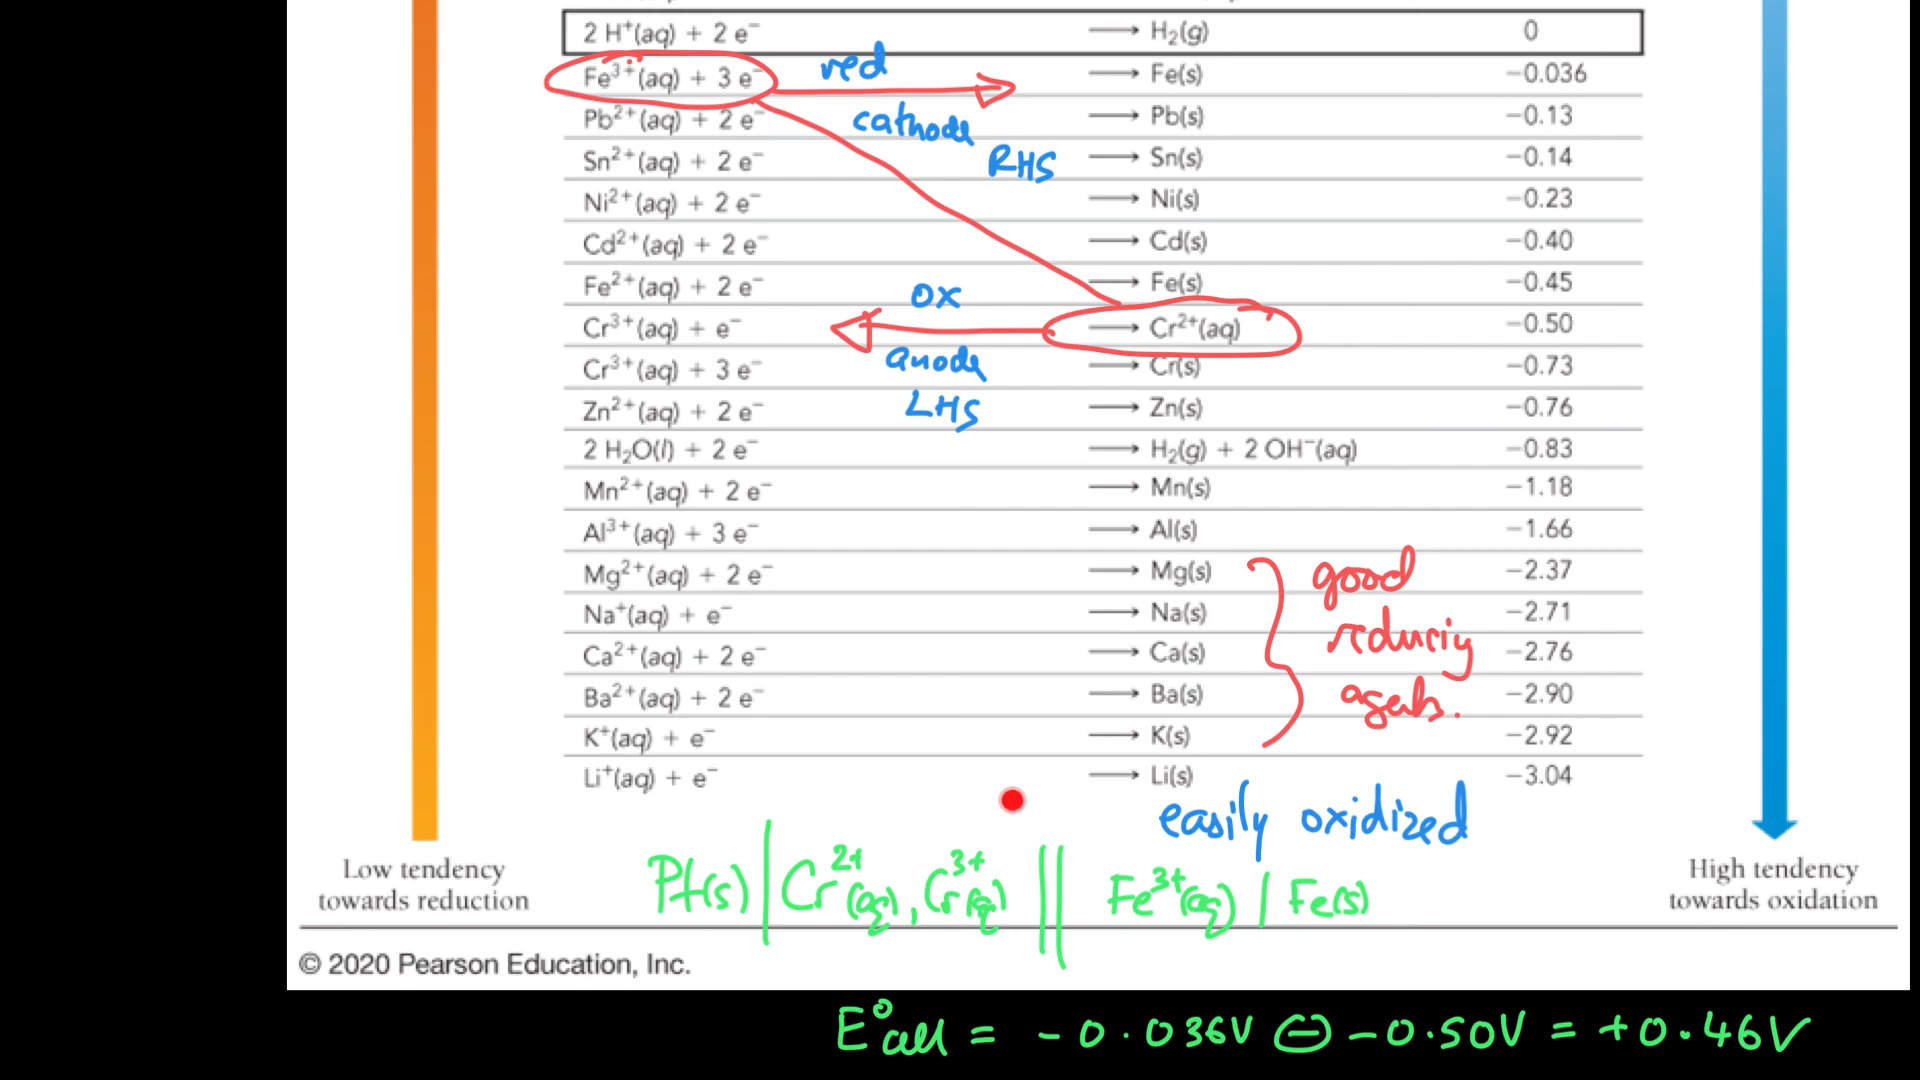 2 H⁺(aq) + 2 e⁻ ⟶ H₂(g) 0
Fe³⁺(aq) + 3 e⁻ red ⟶ Fe(s) −0.036
Pb²⁺(aq) + 2 e⁻ cathode ⟶ Pb(s) −0.13
Sn²⁺(aq) + 2 e⁻ RHS ⟶ Sn(s) −0.14
Ni²⁺(aq) + 2 e⁻ ⟶ Ni(s) −0.23
Cd²⁺(aq) + 2 e⁻ ⟶ Cd(s) −0.40
Fe²⁺(aq) + 2 e⁻ ox ⟶ Fe(s) −0.45
Cr³⁺(aq) + e⁻ ⟶ Cr²⁺(aq) −0.50
Cr³⁺(aq) + 3 e⁻ anode ⟶ Cr(s) −0.73
Zn²⁺(aq) + 2 e⁻ LHS ⟶ Zn(s) −0.76
2 H₂O(l) + 2 e⁻ ⟶ H₂(g) + 2 OH⁻(aq) −0.83
Mn²⁺(aq) + 2 e⁻ ⟶ Mn(s) −1.18
Al³⁺(aq) + 3 e⁻ ⟶ Al(s) −1.66
Mg²⁺(aq) + 2 e⁻ ⟶ Mg(s) good −2.37
Na⁺(aq) + e⁻ ⟶ Na(s) reducing −2.71
Ca²⁺(aq) + 2 e⁻ ⟶ Ca(s) −2.76
Ba²⁺(aq) + 2 e⁻ ⟶ Ba(s) agents. −2.90
K⁺(aq) + e⁻ ⟶ K(s) −2.92
Li⁺(aq) + e⁻ ⟶ Li(s) −3.04
easily oxidized
Low tendency
towards reduction
Pt(s) | Cr²⁺(aq), Cr³⁺(aq) || Fe³⁺(aq) | Fe(s)
High tendency
towards oxidation
© 2020 Pearson Education, Inc.
E°cell = −0.036V ⊖ −0.50V = +0.46V